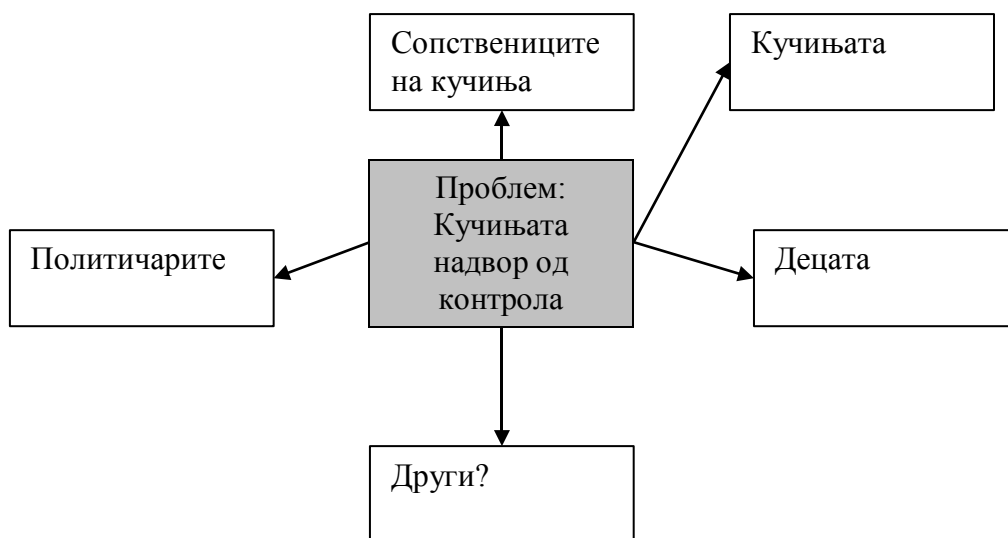 Сопствениците
на кучиња
Кучињата
Проблем:
Кучињата
надвор од
контрола
Политичарите
Децата
Други?